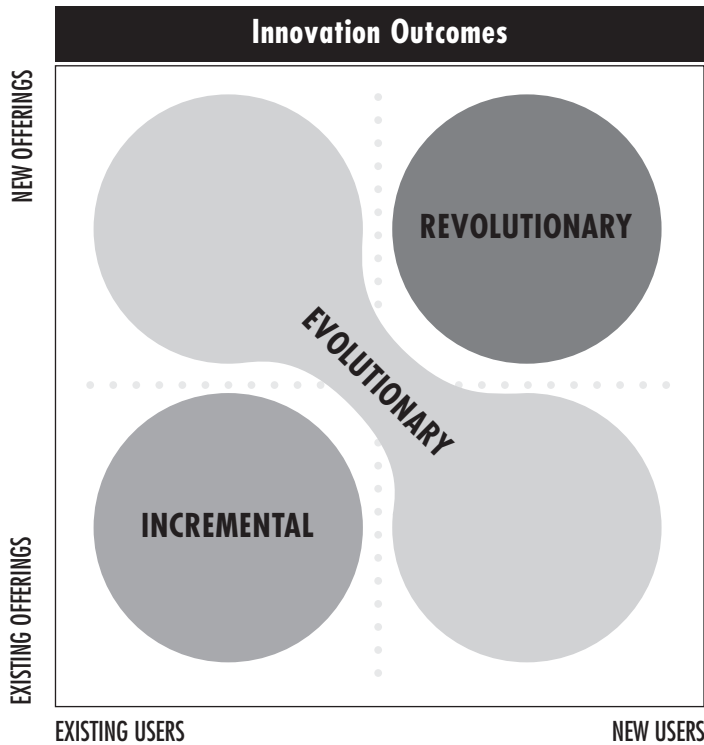 Innovation Outcomes
NEW OFFERINGS
REVOLUTIONARY
EVOLUTIONARY
INCREMENTAL
EXISTING OFFERINGS
EXISTING USERS
NEW USERS